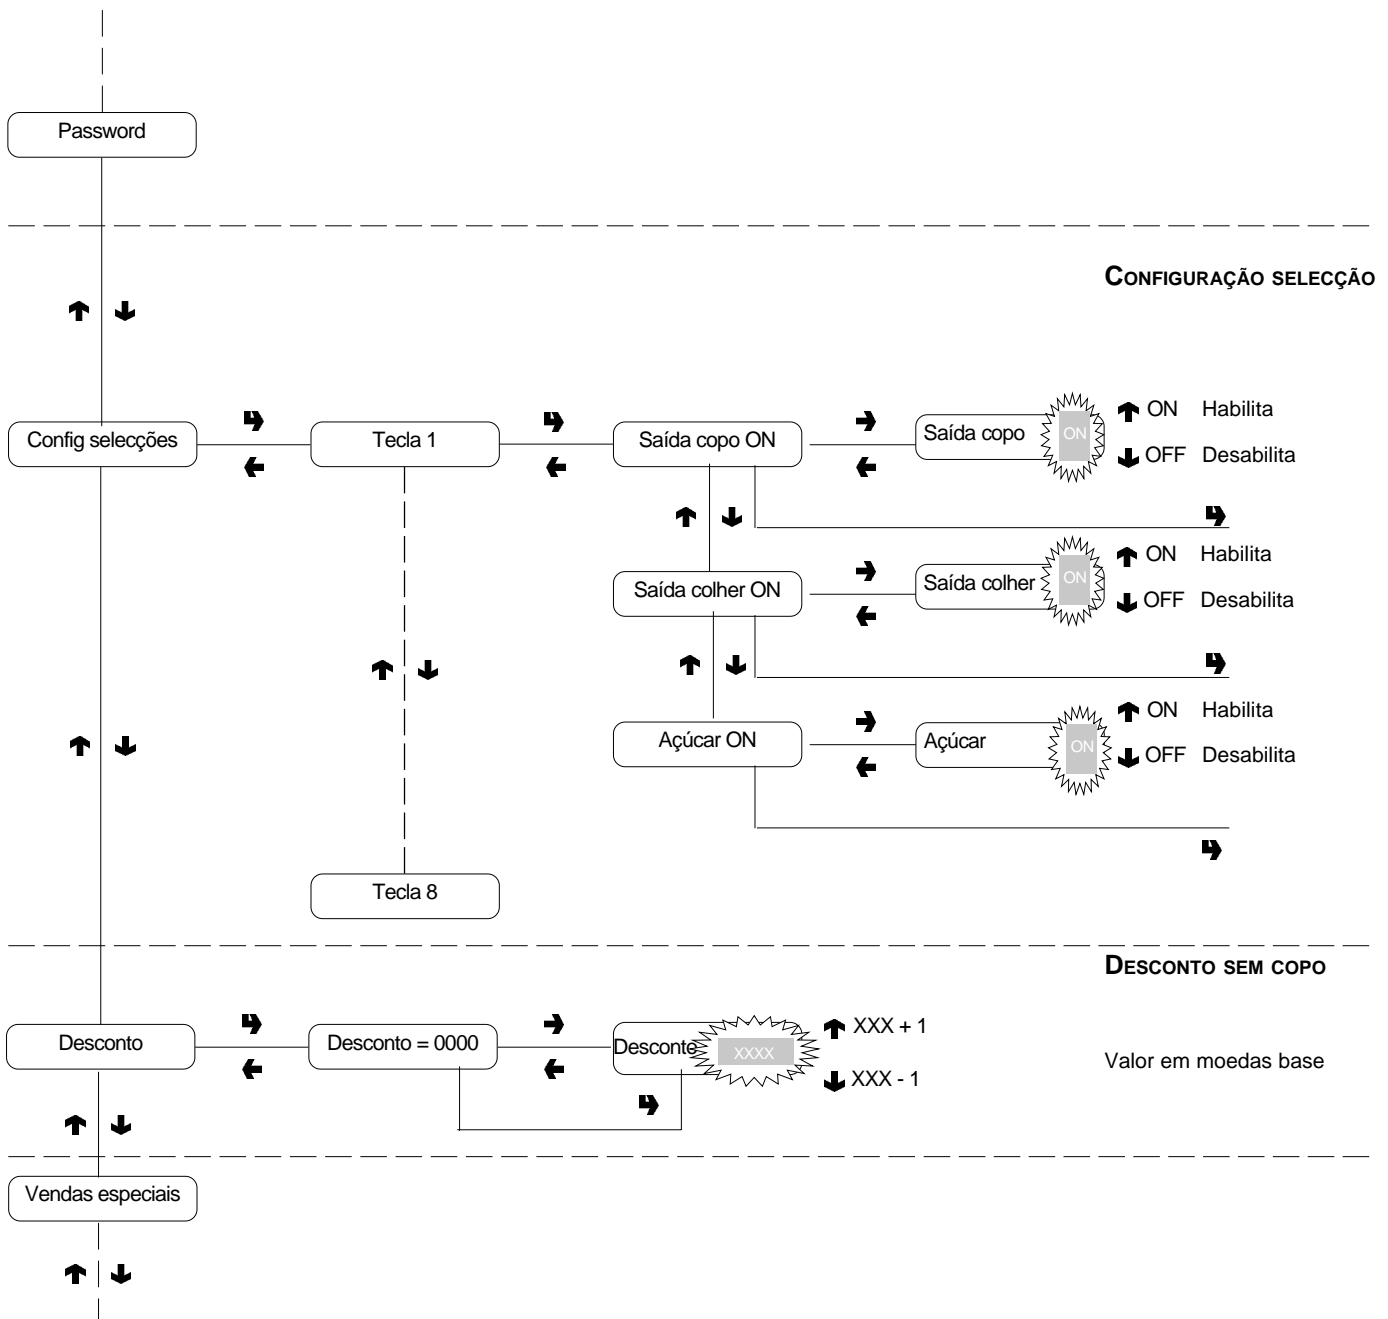 Password
CONFIGURAÇÃO SELECÇÃO
Config selecções
Tecla 1
Saída copo ON
Saída copo ON
ON Habilita
OFF Desabilita
Saída colher ON
Saída colher ON
ON Habilita
OFF Desabilita
Açúcar ON
Açúcar ON
ON Habilita
OFF Desabilita
Tecla 8
DESCONTO SEM COPO
Desconto
Desconto = 0000
Desconto XXXX
XXX + 1
XXX - 1
Valor em moedas base
Vendas especiais